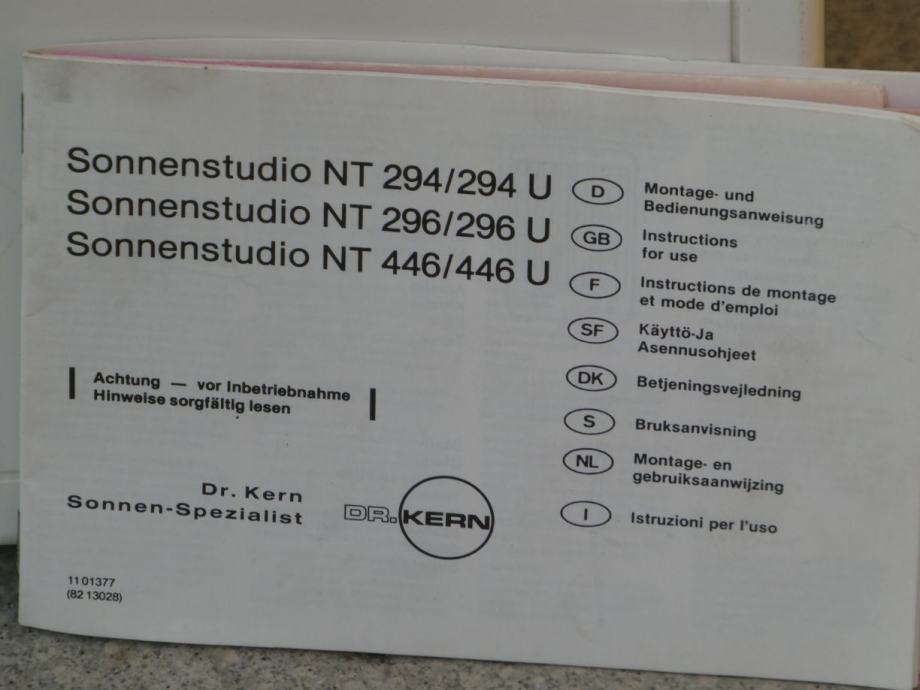 Sonnenstudio NT 294/294 U
Sonnenstudio NT 296/296 U
Sonnenstudio NT 446/446 U
D
Montage- und
Bedienungsanweisung
GB
Instructions
for use
F
Instructions de montage
et mode d'emploi
SF
Käyttö-Ja
Asennusohjeet
DK
Betjeningsvejledning
S
Bruksanvisning
NL
Montage- en
gebruiksaanwijzing
I
Istruzioni per l'uso
Achtung — vor Inbetriebnahme
Hinweise sorgfältig lesen
Dr. Kern
Sonnen-Spezialist
DR. KERN
11 01377
(82 13028)